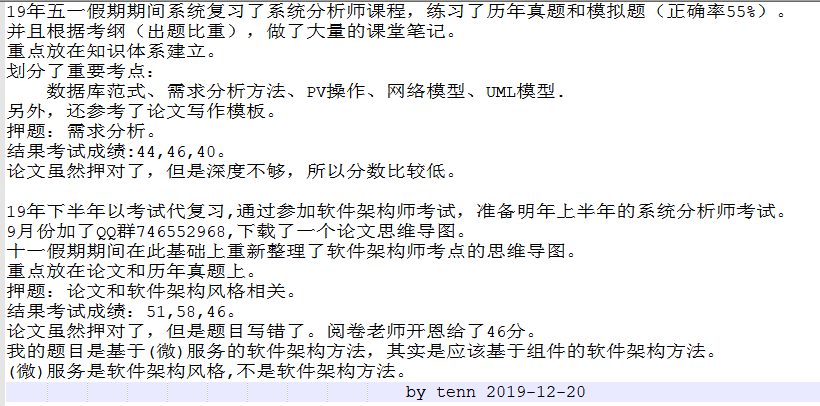 19年五一假期期间系统复习了系统分析师课程，练习了历年真题和模拟题（正确率55%）。
并且根据考纲（出题比重），做了大量的课堂笔记。
重点放在知识体系建立。
划分了重要考点：
数据库范式、需求分析方法、PV操作、网络模型、UML模型.
另外，还参考了论文写作模板。
押题：需求分析。
结果考试成绩:44,46,40。
论文虽然押对了，但是深度不够，所以分数比较低。
19年下半年以考试代复习,通过参加软件架构师考试，准备明年上半年的系统分析师考试。
9月份加了QQ群746552968,下载了一个论文思维导图。
十一假期期间在此基础上重新整理了软件架构师考点的思维导图。
重点放在论文和历年真题上。
押题：论文和软件架构风格相关。
结果考试成绩：51,58,46。
论文虽然押对了，但是题目写错了。阅卷老师开恩给了46分。
我的题目是基于(微)服务的软件架构方法，其实是应该基于组件的软件架构方法。
(微)服务是软件架构风格,不是软件架构方法。
by tenn 2019-12-20